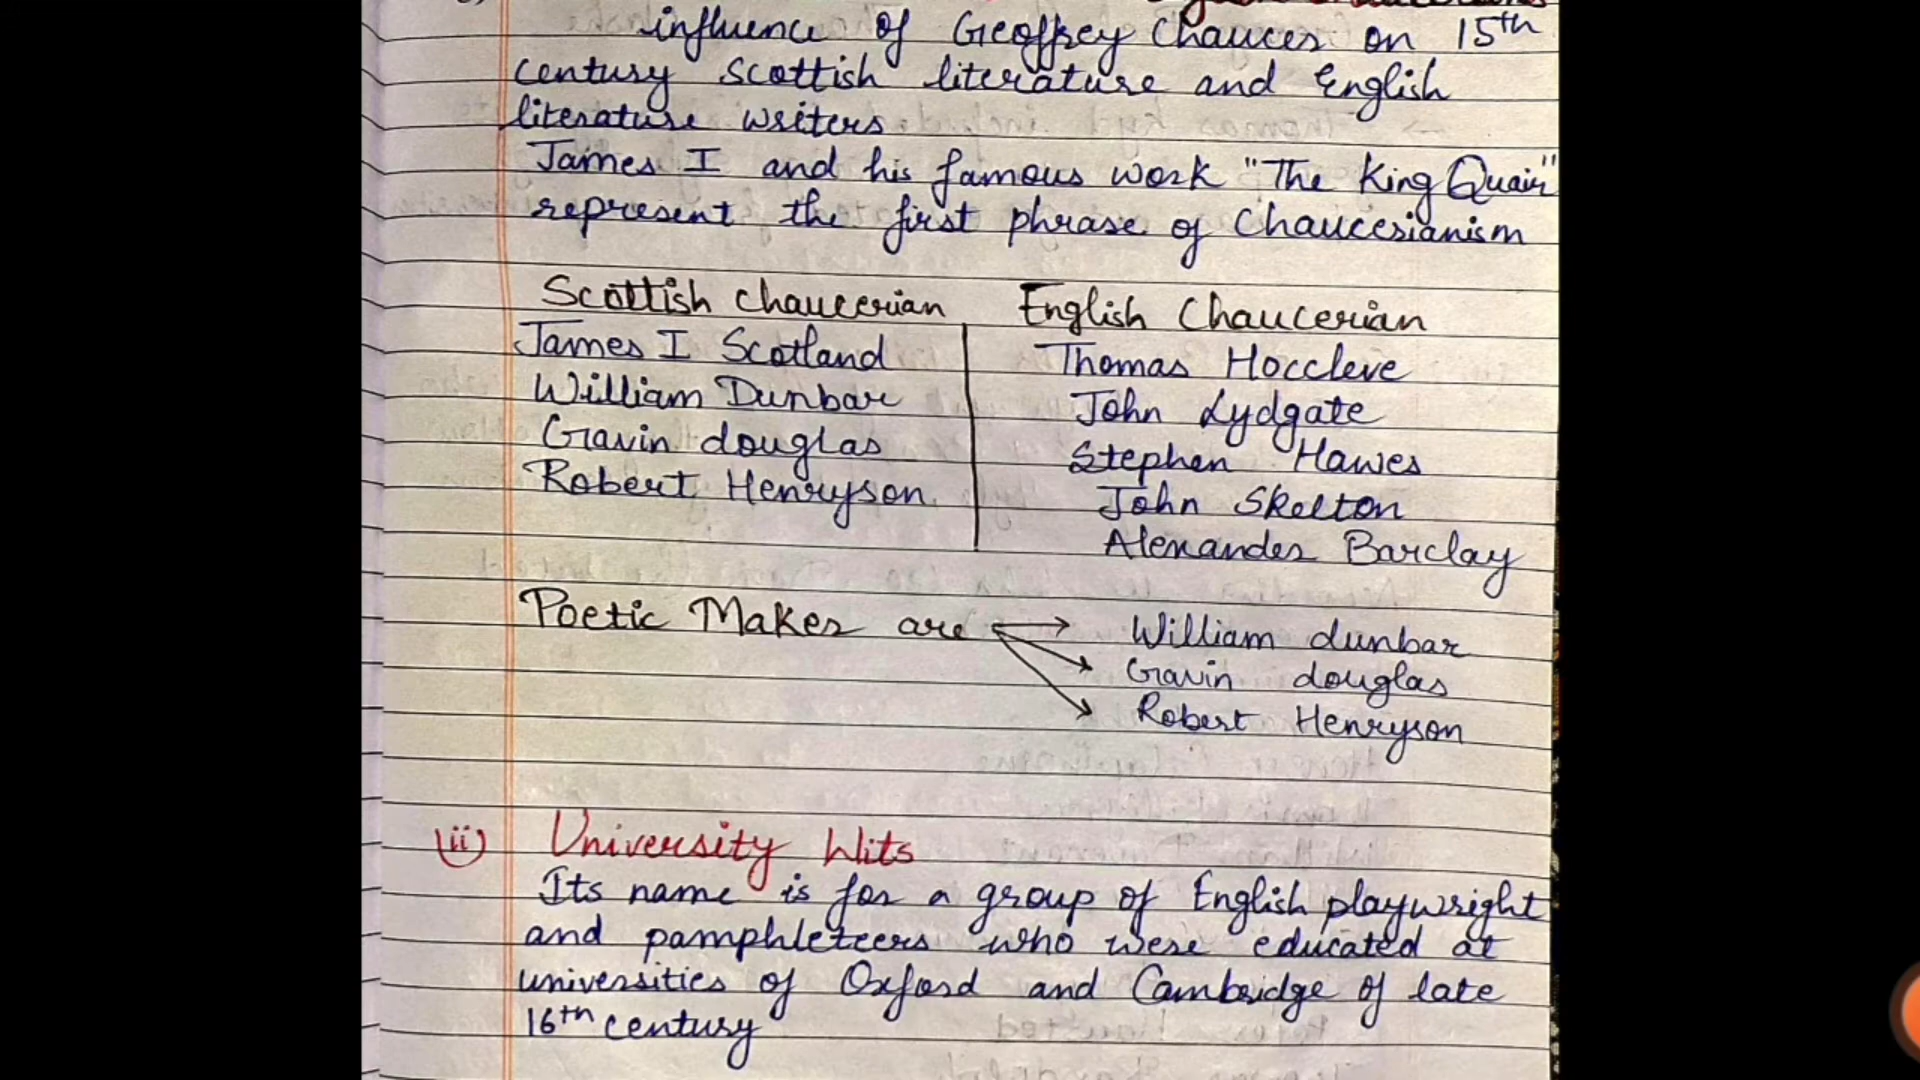 influence of Geoffrey Chaucer on 15th
century Scottish literature and English
literature writers
James I and his famous work "The King Quair"
represent the first phrase of Chaucerianism
Scottish Chaucerian English Chaucerian
James I Scotland Thomas Hoccleve
William Dunbar John Lydgate
Gavin douglas Stephen Hawes
Robert Henryson John Skelton
Alexander Barclay
Poetic Maker are → William dunbar
→ Gavin douglas
→ Robert Henryson
(ii) University Wits
Its name is for a group of English playwright
and pamphleteers who were educated at
universities of Oxford and Cambridge of late
16th century